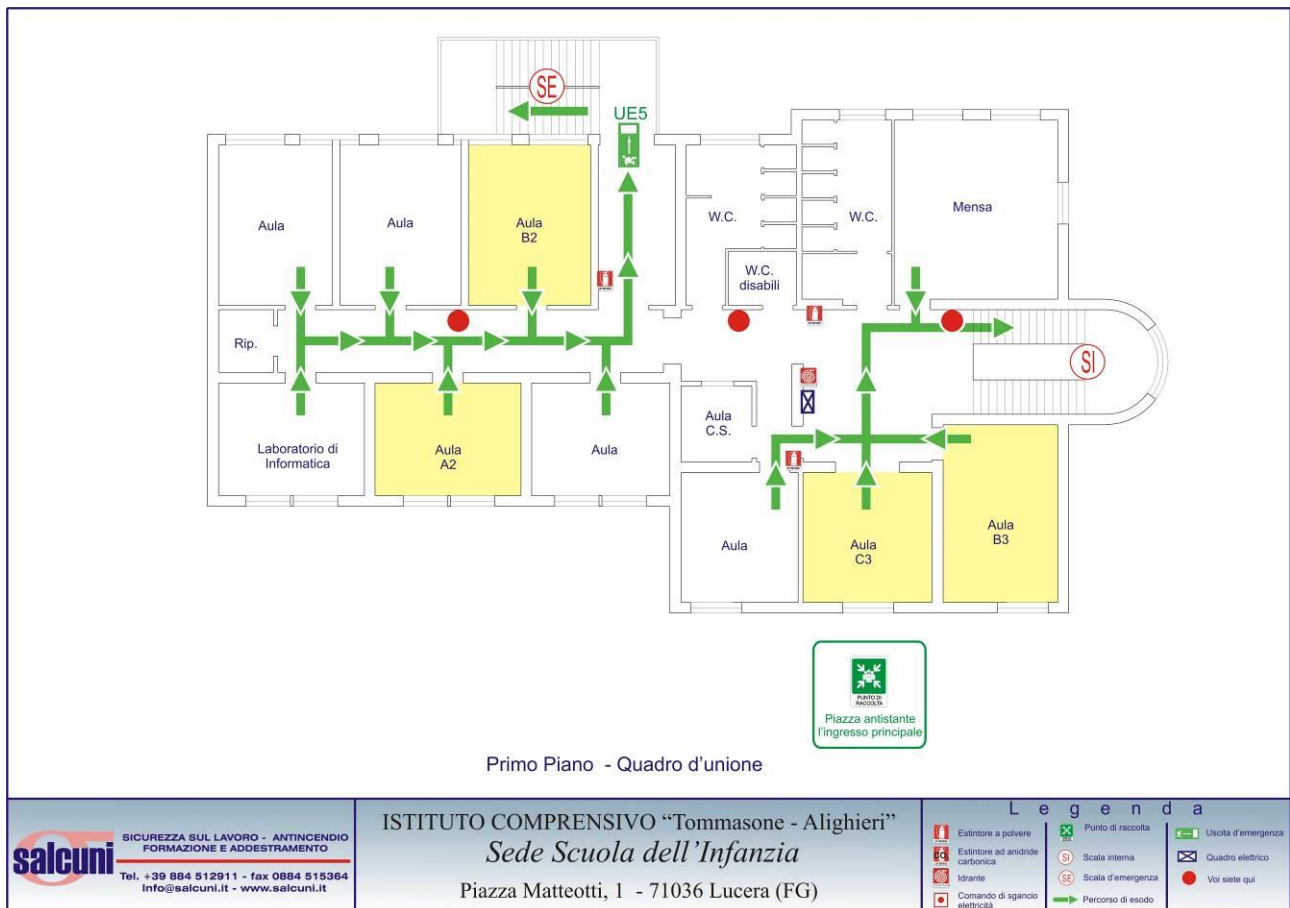 SE
UE5
Aula
Aula
Aula
B2
W.C.
W.C.
Mensa
W.C.
disabili
Rip.
SI
Laboratorio di
Informatica
Aula
A2
Aula
Aula
C.S.
Aula
Aula
C3
Aula
B3
PUNTO DI
RACCOLTA
Piazza antistante
l'ingresso principale
Primo Piano - Quadro d'unione
salcuni
SICUREZZA SUL LAVORO - ANTINCENDIO
FORMAZIONE E ADDESTRAMENTO
Tel. +39 884 512911 - fax 0884 515364
Info@salcuni.it - www.salcuni.it
ISTITUTO COMPRENSIVO “Tommasone - Alighieri”
Sede Scuola dell'Infanzia
Piazza Matteotti, 1 - 71036 Lucera (FG)
Legenda
Estintore a polvere
CO2
Estintore ad anidride
carbonica
Idrante
Comando di sgancio
elettricità
Punto di raccolta
SI
Scala interna
SE
Scala d'emergenza
Percorso di esodo
Uscita d'emergenza
Quadro elettrico
Voi siete qui